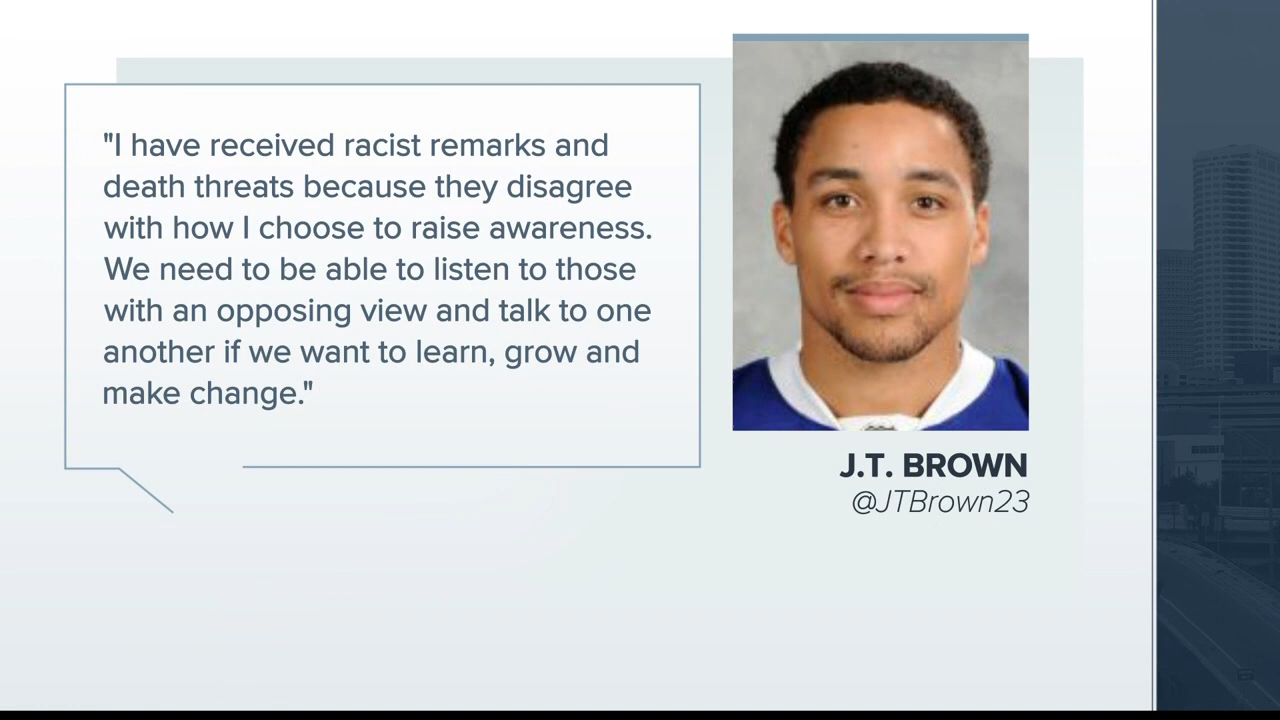 "I have received racist remarks and
death threats because they disagree
with how I choose to raise awareness.
We need to be able to listen to those
with an opposing view and talk to one
another if we want to learn, grow and
make change."
J.T. BROWN
@JTBrown23